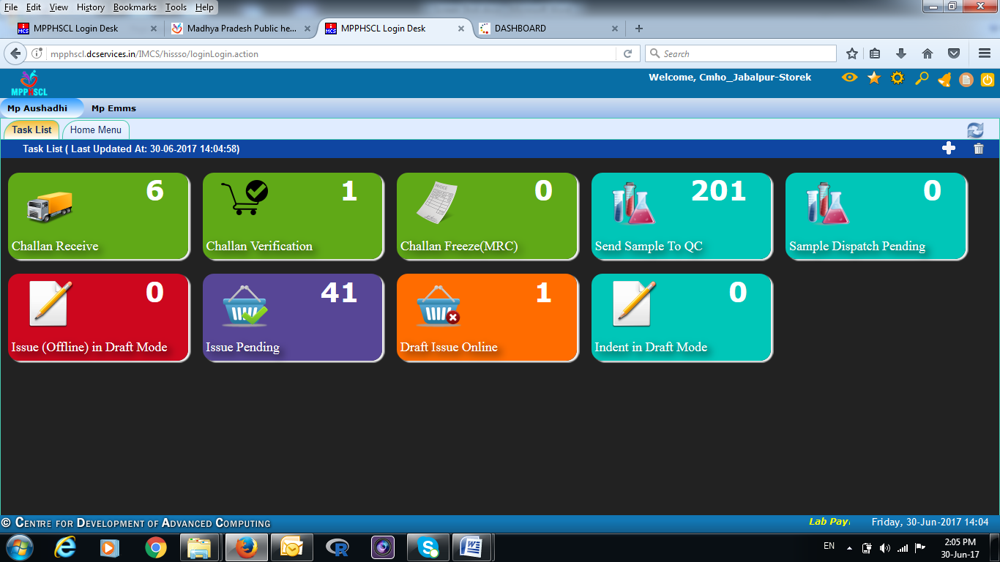 File Edit View History Bookmarks Tools Help
MPPHSCL Login Desk
Madhya Pradesh Public he...
MPPHSCL Login Desk
DASHBOARD
mpphscl.dcservices.in/IMCS/hissso/loginLogin.action
Search
MPPHSCL
Welcome, Cmho_Jabalpur-Storek
Mp Aushadhi
Mp Emms
Task List
Home Menu
Task List ( Last Updated At: 30-06-2017 14:04:58)
6
Challan Receive
1
Challan Verification
INVOICE
0
Challan Freeze(MRC)
201
Send Sample To QC
0
Sample Dispatch Pending
0
Issue (Offline) in Draft Mode
41
Issue Pending
1
Draft Issue Online
0
Indent in Draft Mode
© CENTRE FOR DEVELOPMENT OF ADVANCED COMPUTING
Lab Pay
Friday, 30-Jun-2017 14:04
EN
2:05 PM
30-Jun-17